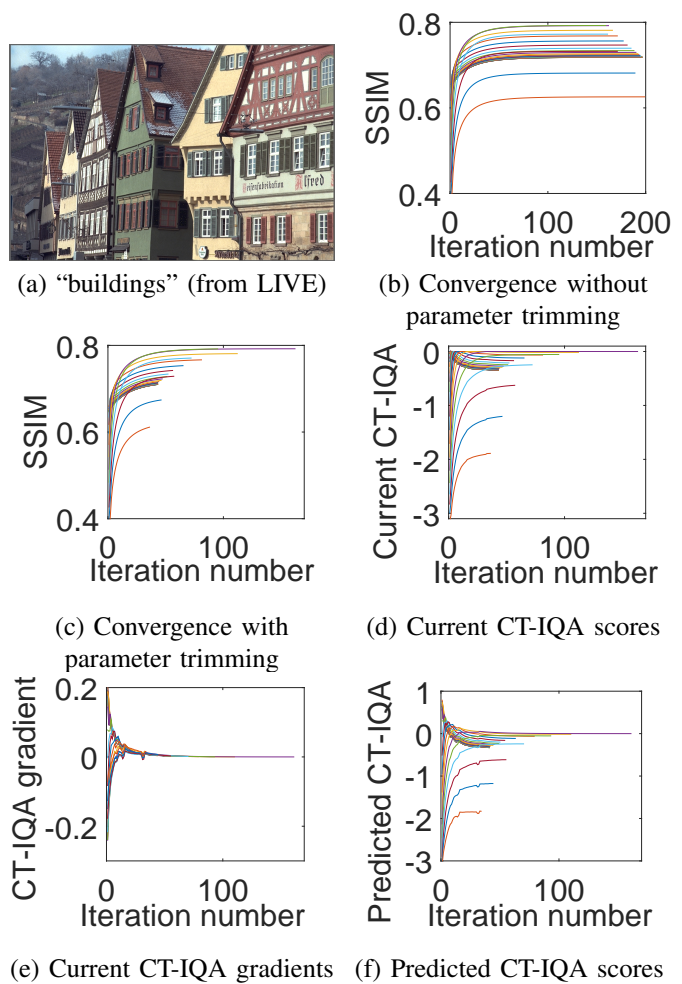 Reisenfabrikation
Alfred
(a) “buildings” (from LIVE)
SSIM
0.8
0.6
0.4
0 100 200
Iteration number
(b) Convergence without
parameter trimming
SSIM
0.8
0.6
0.4
0 100
Iteration number
(c) Convergence with
parameter trimming
Current CT-IQA
0
-1
-2
-3
0 100
Iteration number
(d) Current CT-IQA scores
CT-IQA gradient
0.2
0
-0.2
0 100
Iteration number
(e) Current CT-IQA gradients
Predicted CT-IQA
1
0
-1
-2
-3
0 100
Iteration number
(f) Predicted CT-IQA scores